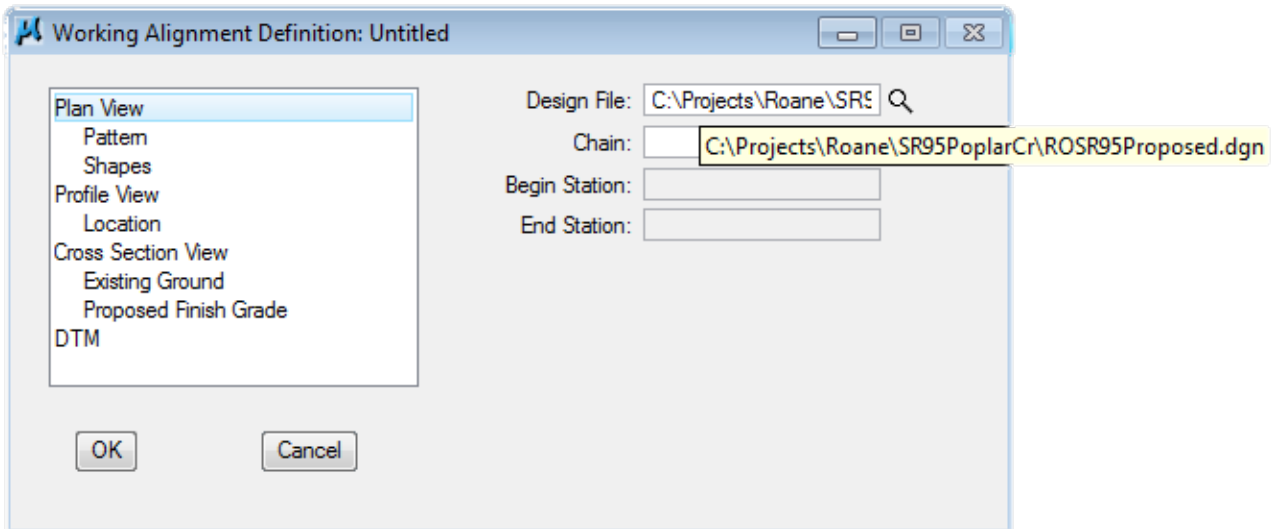 Working Alignment Definition: Untitled
Plan View
Pattern
Shapes
Profile View
Location
Cross Section View
Existing Ground
Proposed Finish Grade
DTM
Design File: C:\Projects\Roane\SR9
Chain:
C:\Projects\Roane\SR95PoplarCr\ROSR95Proposed.dgn
Begin Station:
End Station:
OK
Cancel